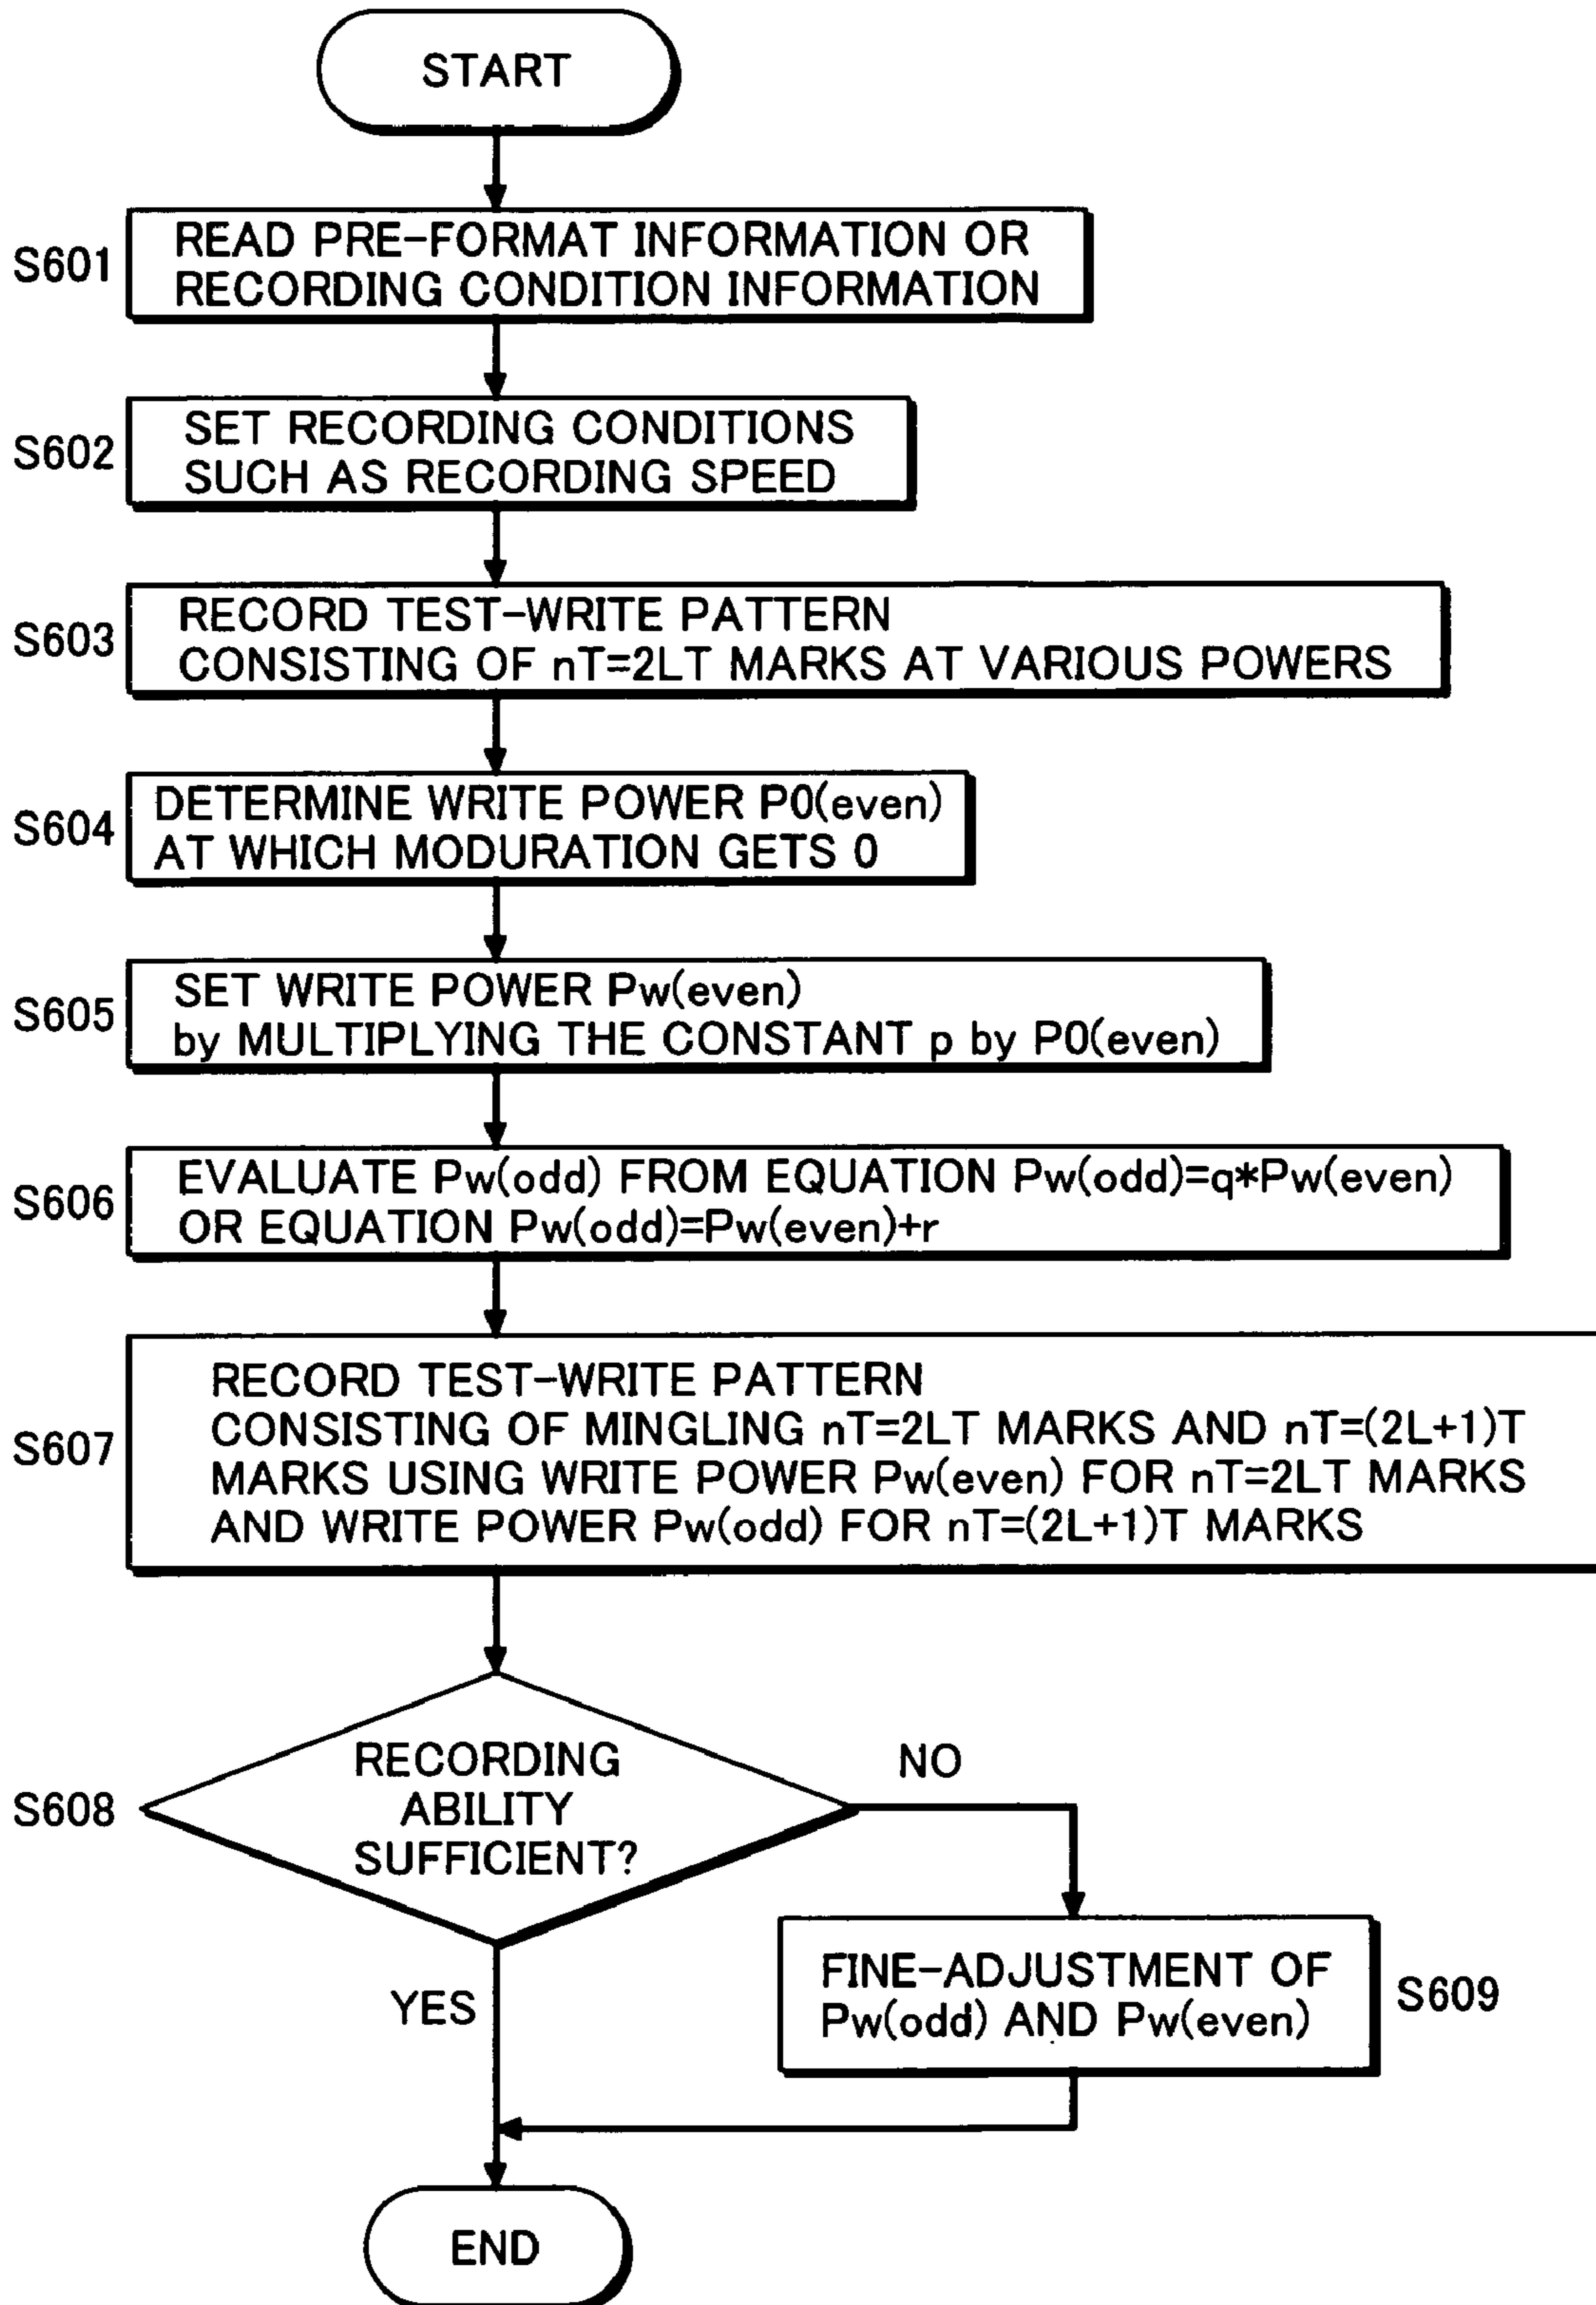 START
S601
READ PRE-FORMAT INFORMATION OR
RECORDING CONDITION INFORMATION
S602
SET RECORDING CONDITIONS
SUCH AS RECORDING SPEED
S603
RECORD TEST-WRITE PATTERN
CONSISTING OF nT=2LT MARKS AT VARIOUS POWERS
S604
DETERMINE WRITE POWER P0(even)
AT WHICH MODURATION GETS 0
S605
SET WRITE POWER Pw(even)
by MULTIPLYING THE CONSTANT p by P0(even)
S606
EVALUATE Pw(odd) FROM EQUATION Pw(odd)=q*Pw(even)
OR EQUATION Pw(odd)=Pw(even)+r
S607
RECORD TEST-WRITE PATTERN
CONSISTING OF MINGLING nT=2LT MARKS AND nT=(2L+1)T
MARKS USING WRITE POWER Pw(even) FOR nT=2LT MARKS
AND WRITE POWER Pw(odd) FOR nT=(2L+1)T MARKS
S608
RECORDING
ABILITY
SUFFICIENT?
NO
YES
FINE-ADJUSTMENT OF
Pw(odd) AND Pw(even)
S609
END